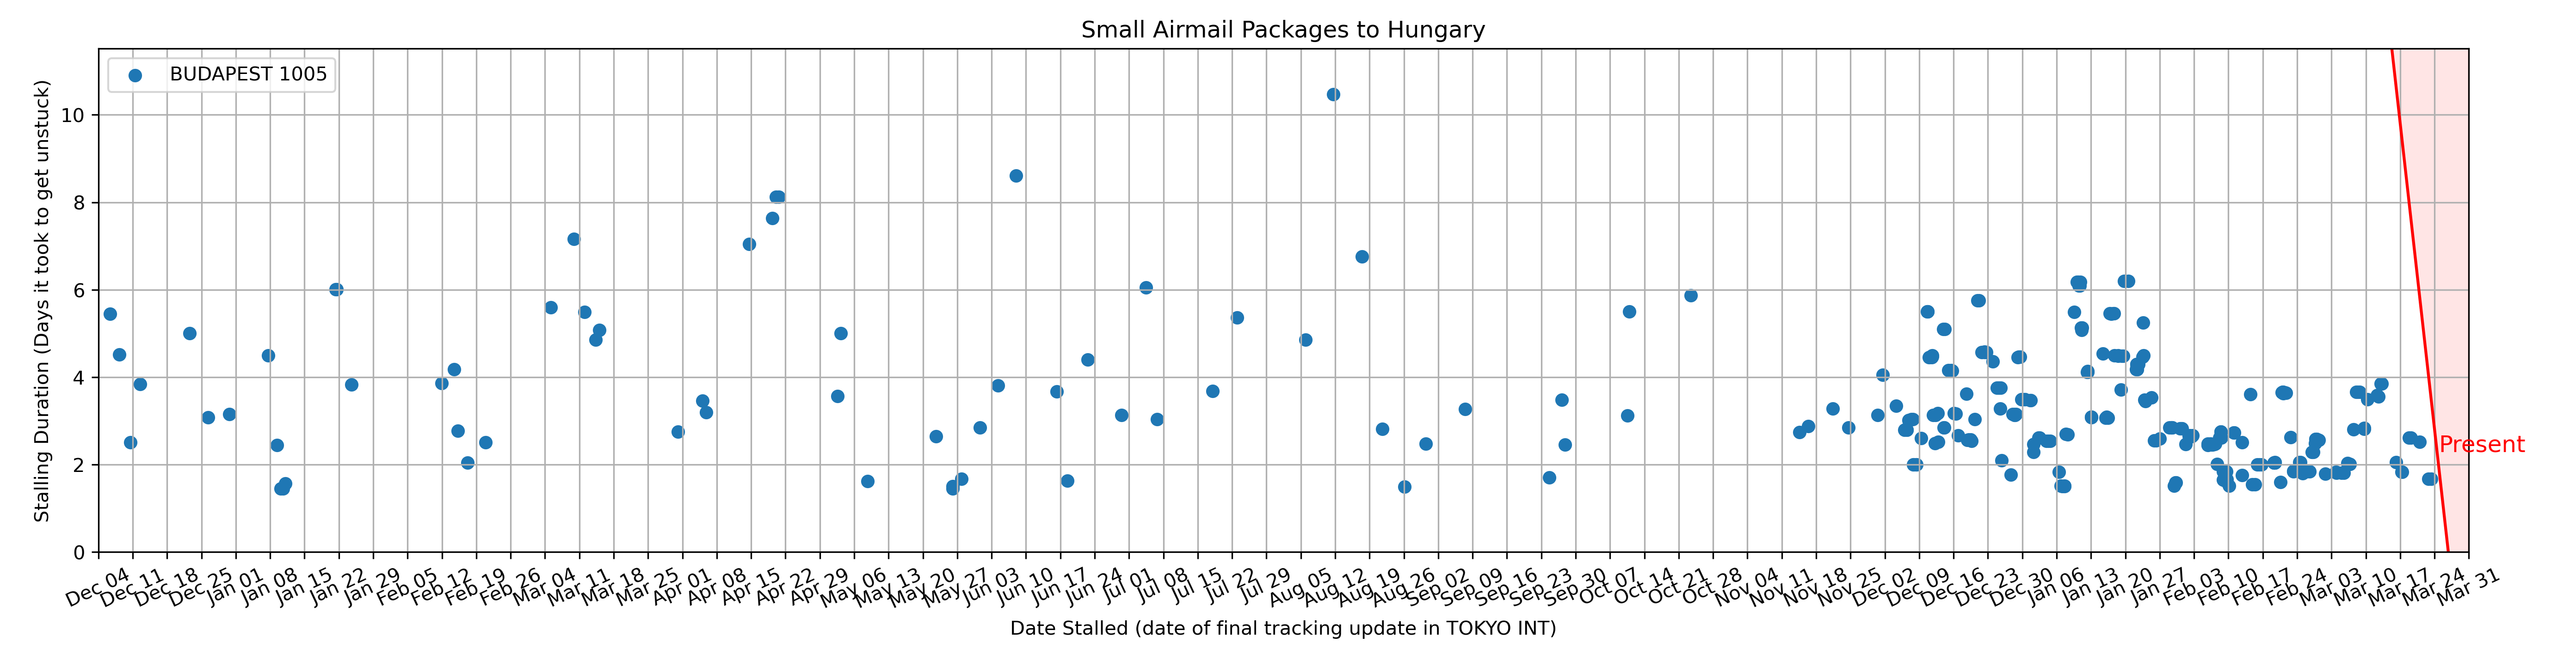 Small Airmail Packages to Hungary
BUDAPEST 1005
Stalling Duration (Days it took to get unstuck)
10
8
6
4
2
0
Present
Dec 04
Dec 11
Dec 18
Dec 25
Jan 01
Jan 08
Jan 15
Jan 22
Jan 29
Feb 05
Feb 12
Feb 19
Feb 26
Mar 04
Mar 11
Mar 18
Mar 25
Apr 01
Apr 08
Apr 15
Apr 22
Apr 29
May 06
May 13
May 20
May 27
Jun 03
Jun 10
Jun 17
Jun 24
Jul 01
Jul 08
Jul 15
Jul 22
Jul 29
Aug 05
Aug 12
Aug 19
Aug 26
Sep 02
Sep 09
Sep 16
Sep 23
Sep 30
Oct 07
Oct 14
Oct 21
Oct 28
Nov 04
Nov 11
Nov 18
Nov 25
Dec 02
Dec 09
Dec 16
Dec 23
Dec 30
Jan 06
Jan 13
Jan 20
Jan 27
Feb 03
Feb 10
Feb 17
Feb 24
Mar 03
Mar 10
Mar 17
Mar 24
Mar 31
Date Stalled (date of final tracking update in TOKYO INT)